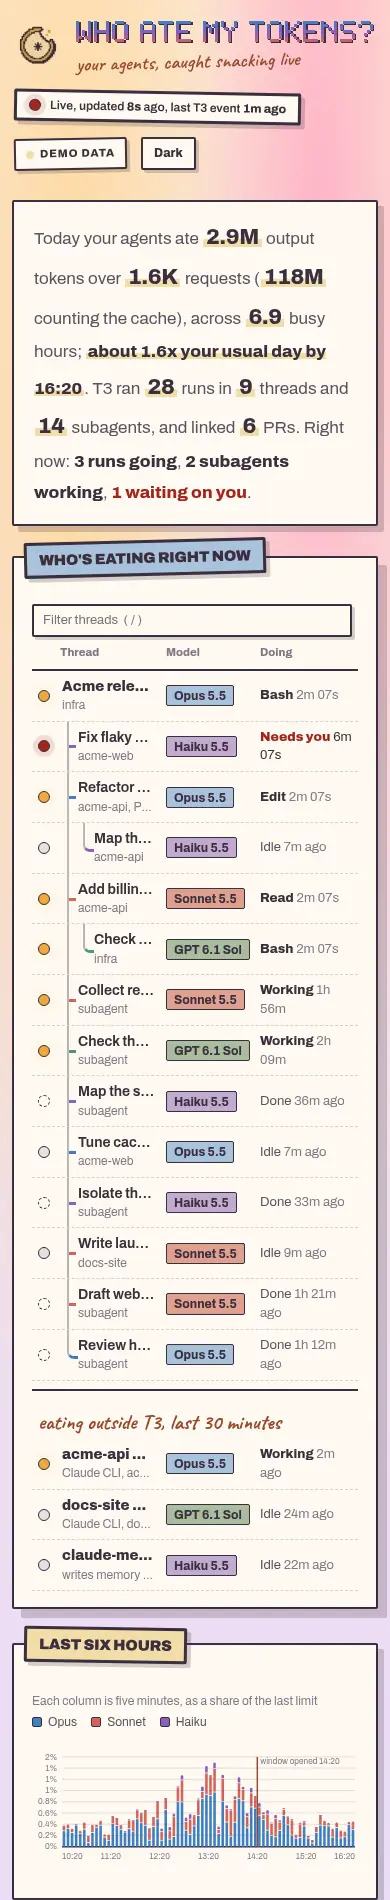 WHO ATE MY TOKENS?
your agents, caught snacking live
Live, updated 8s ago, last T3 event 1m ago
DEMO DATA
Dark
Today your agents ate 2.9M output
tokens over 1.6K requests (118M
counting the cache), across 6.9 busy
hours; about 1.6x your usual day by
16:20. T3 ran 28 runs in 9 threads and
14 subagents, and linked 6 PRs. Right
now: 3 runs going, 2 subagents
working, 1 waiting on you.
WHO'S EATING RIGHT NOW
Filter threads ( / )
Thread Model Doing
Acme rele... Opus 5.5 Bash 2m 07s
infra
Fix flaky ... Haiku 5.5 Needs you 6m
acme-web 07s
Refactor ... Opus 5.5 Edit 2m 07s
acme-api, P...
Map th... Haiku 5.5 Idle 7m ago
acme-api
Add billin... Sonnet 5.5 Read 2m 07s
acme-api
Check ... GPT 6.1 Sol Bash 2m 07s
infra
Collect re... Sonnet 5.5 Working 1h
subagent 56m
Check th... GPT 6.1 Sol Working 2h
subagent 09m
Map the s... Haiku 5.5 Done 36m ago
subagent
Tune cac... Opus 5.5 Idle 7m ago
acme-web
Isolate th... Haiku 5.5 Done 33m ago
subagent
Write lau... Sonnet 5.5 Idle 9m ago
docs-site
Draft web... Sonnet 5.5 Done 1h 21m
subagent ago
Review h... Opus 5.5 Done 1h 12m
subagent ago
eating outside T3, last 30 minutes
acme-api ... Opus 5.5 Working 2m
Claude CLI, ac... ago
docs-site ... GPT 6.1 Sol Idle 24m ago
Claude CLI, do...
claude-me... Haiku 5.5 Idle 22m ago
writes memory ...
LAST SIX HOURS
Each column is five minutes, as a share of the last limit
Opus Sonnet Haiku
2%
window opened 14:20
1%
1%
1%
0.8%
0.6%
0.4%
0.2%
0%
10:20 11:20 12:20 13:20 14:20 15:20 16:20